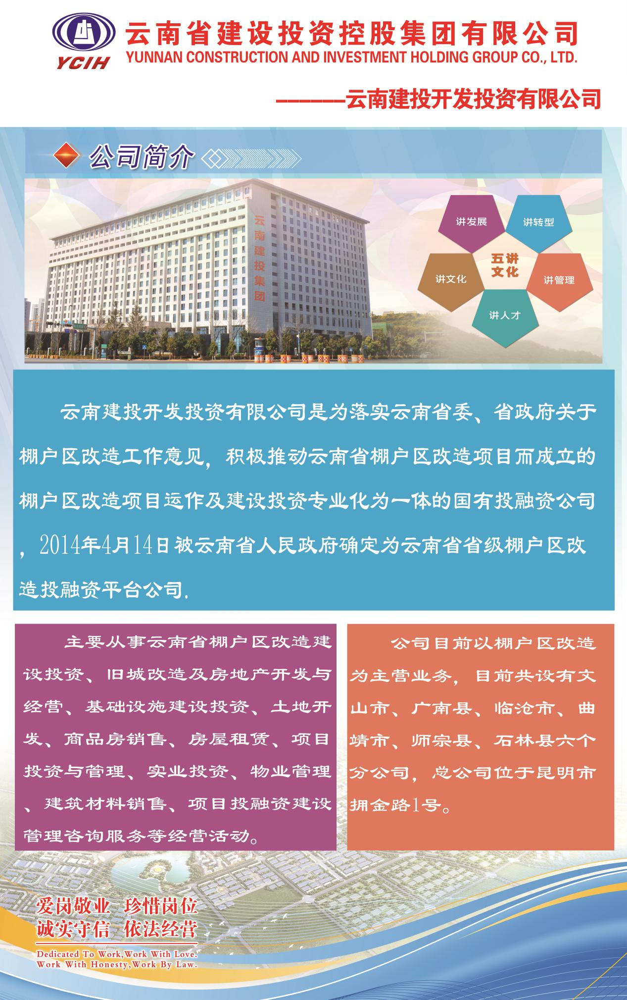 云南省建设投资控股集团有限公司
YCIH
YUNNAN CONSTRUCTION AND INVESTMENT HOLDING GROUP CO., LTD.
------云南建投开发投资有限公司
公司简介
云南建投集团
讲发展
讲转型
五讲
文化
讲文化
讲管理
讲人才
云南建投开发投资有限公司是为落实云南省委、省政府关于
棚户区改造工作意见，积极推动云南省棚户区改造项目而成立的
棚户区改造项目运作及建设投资专业化为一体的国有投融资公司
，2014年4月14日被云南省人民政府确定为云南省省级棚户区改
造投融资平台公司.
主要从事云南省棚户区改造建
设投资、旧城改造及房地产开发与
经营、基础设施建设投资、土地开
发、商品房销售、房屋租赁、项目
投资与管理、实业投资、物业管理
、建筑材料销售、项目投融资建设
管理咨询服务等经营活动。
公司目前以棚户区改造
为主营业务，目前共设有文
山市、广南县、临沧市、曲
靖市、师宗县、石林县六个
分公司，总公司位于昆明市
拥金路1号。
爱岗敬业 珍惜岗位
诚实守信 依法经营
Dedicated To Work,Work With Love.
Work With Honesty,Work By Law.